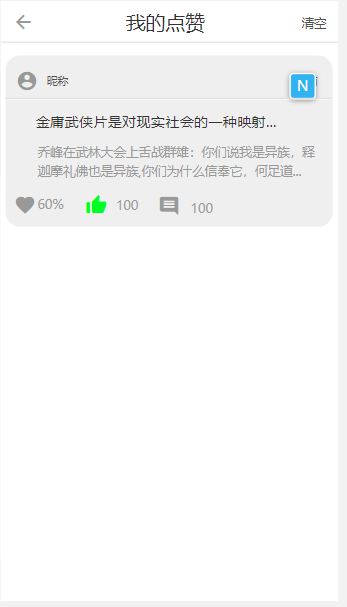 我的点赞
清空
昵称
N
金庸武侠片是对现实社会的一种映射...
乔峰在武林大会上舌战群雄：你们说我是异族，释
迦摩礼佛也是异族,你们为什么信奉它，何足道...
60% 100 100